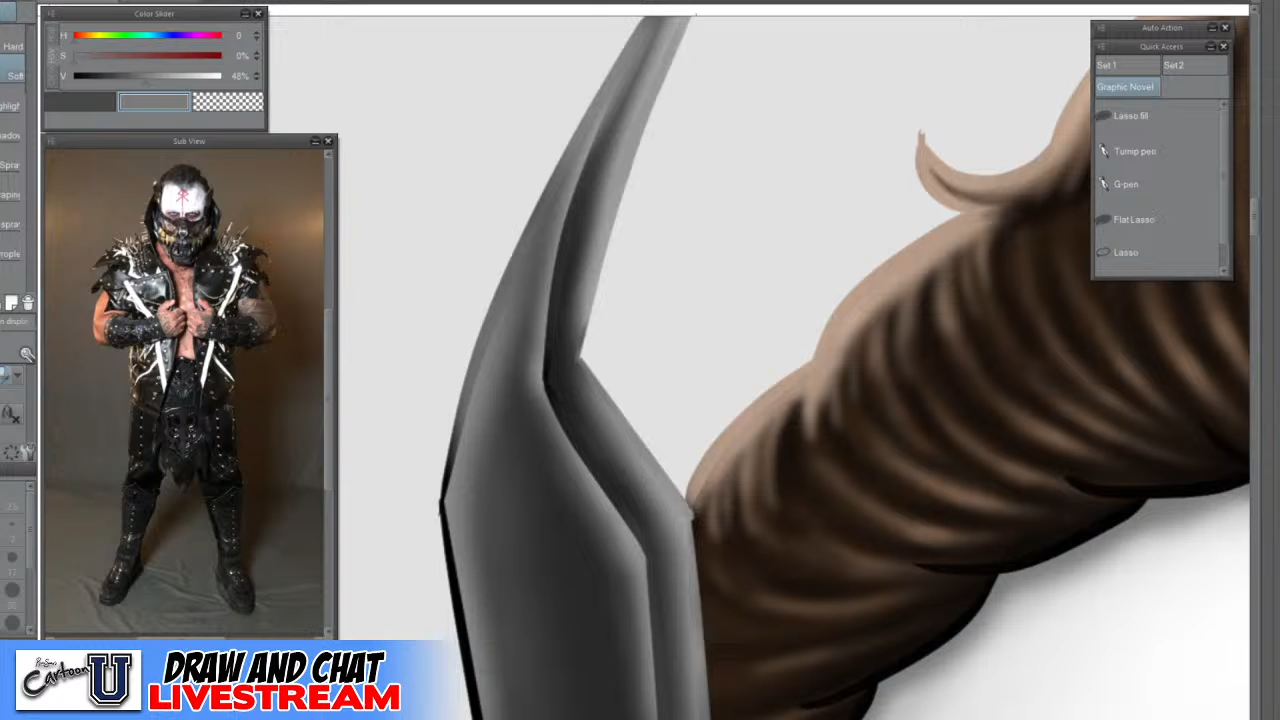 Color Slider
H 0
S 0%
V 48%
Hard
Soft
Sub View
Auto Action
Quick Access
Set 1
Set 2
Graphic Novel
Lasso fill
Turnip pen
G-pen
Flat Lasso
Lasso
Cartoon U
DRAW AND CHAT
LIVESTREAM